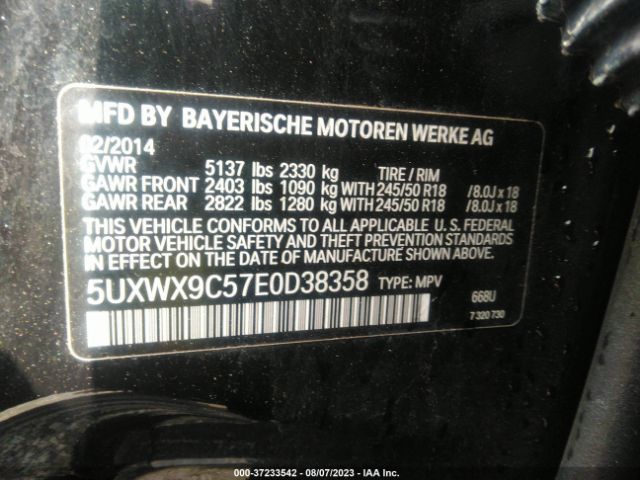 MFD BY BAYERISCHE MOTOREN WERKE AG
02/2014
GVWR 5137 lbs 2330 kg TIRE / RIM
GAWR FRONT 2403 lbs 1090 kg WITH 245/50 R18 /8.0J x 18
GAWR REAR 2822 lbs 1280 kg WITH 245/50 R18 /8.0J x 18
THIS VEHICLE CONFORMS TO ALL APPLICABLE U. S. FEDERAL
MOTOR VEHICLE SAFETY AND THEFT PREVENTION STANDARDS
IN EFFECT ON THE DATE OF MANUFACTURE SHOWN ABOVE.
5UXWX9C57E0D38358 TYPE: MPV
668U
7 320 730
000-37233542 - 08/07/2023 - IAA Inc.